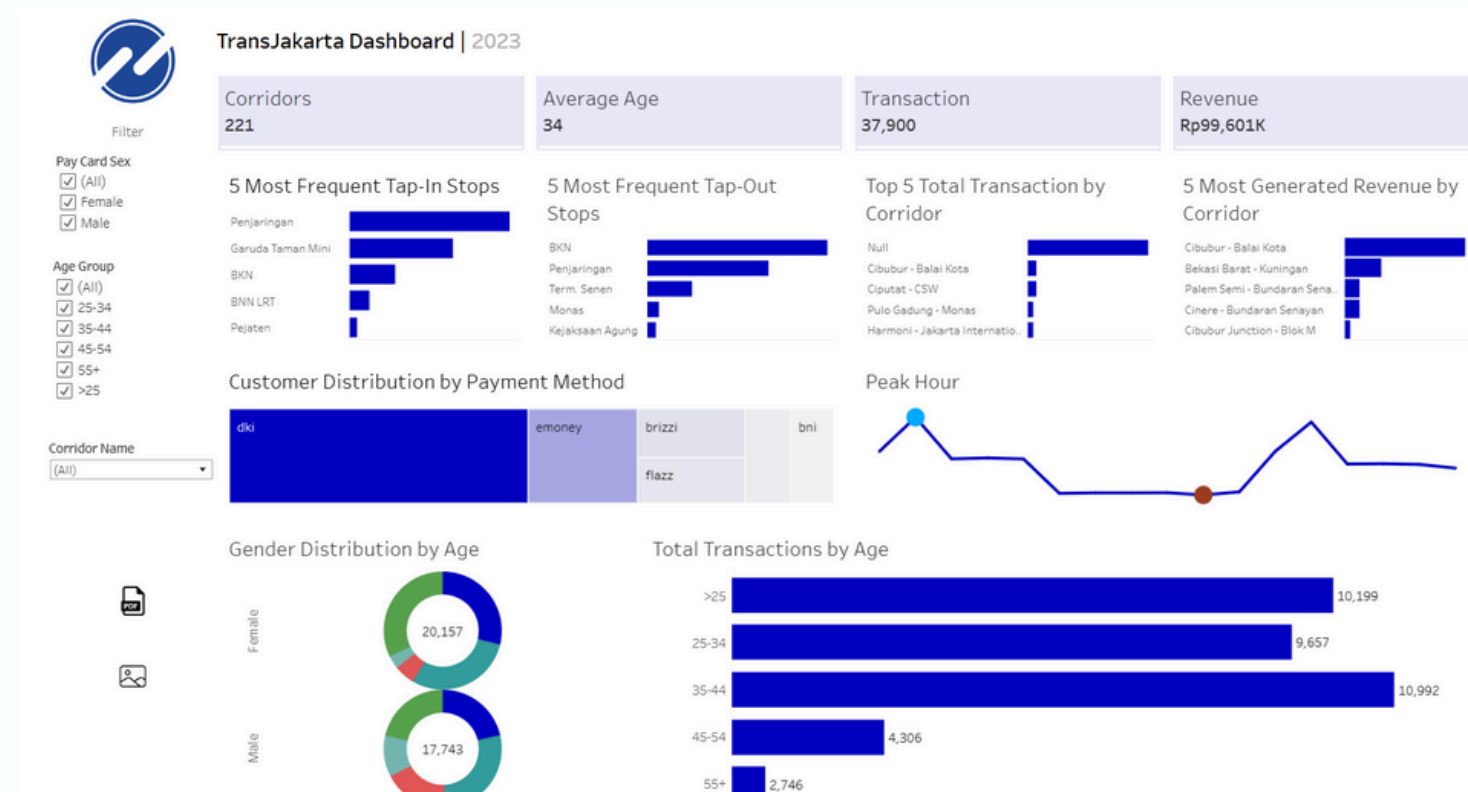 TransJakarta Dashboard | 2023
Corridors
221
Average Age
34
Transaction
37,900
Revenue
Rp99,601K
Filter
Pay Card Sex
(All)
Female
Male
Age Group
(All)
25-34
35-44
45-54
55+
>25
Corridor Name
(All)
PDF
5 Most Frequent Tap-In Stops
Penjaringan
Garuda Taman Mini
BKN
BNN LRT
Pejaten
5 Most Frequent Tap-Out
Stops
BKN
Penjaringan
Term. Senen
Monas
Kejaksaan Agung
Top 5 Total Transaction by
Corridor
Null
Cibubur - Balai Kota
Ciputat - CSW
Pulo Gadung - Monas
Harmoni - Jakarta Internatio..
5 Most Generated Revenue by
Corridor
Cibubur - Balai Kota
Bekasi Barat - Kuningan
Palem Semi - Bundaran Sena..
Cinere - Bundaran Senayan
Cibubur Junction - Blok M
Customer Distribution by Payment Method
dki
emoney
brizzi
flazz
bni
Peak Hour
Gender Distribution by Age
Female
20,157
Male
17,743
Total Transactions by Age
>25
10,199
25-34
9,657
35-44
10,992
45-54
4,306
55+
2,746